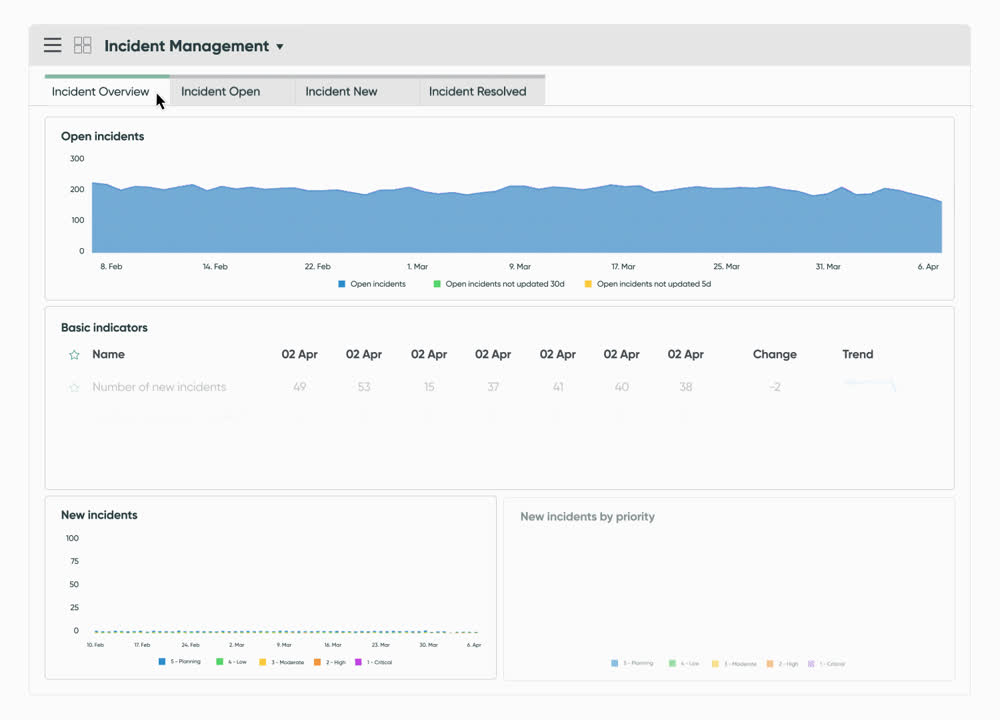 Incident Management
Incident Overview Incident Open Incident New Incident Resolved
Open incidents
300
200
100
0
8. Feb 14. Feb 22. Feb 1. Mar 9. Mar 17. Mar 25. Mar 31. Mar 6. Apr
Open incidents Open incidents not updated 30d Open incidents not updated 5d
Basic indicators
Name 02 Apr 02 Apr 02 Apr 02 Apr 02 Apr 02 Apr 02 Apr Change Trend
Number of new incidents 49 53 15 37 41 40 38 -2
New incidents
100
75
50
25
0
10. Feb 17. Feb 24. Feb 2. Mar 9. Mar 16. Mar 23. Mar 30. Mar 6. Apr
5 - Planning 4 - Low 3 - Moderate 2 - High 1 - Critical
New incidents by priority
5 - Planning 4 - Low 3 - Moderate 2 - High 1 - Critical